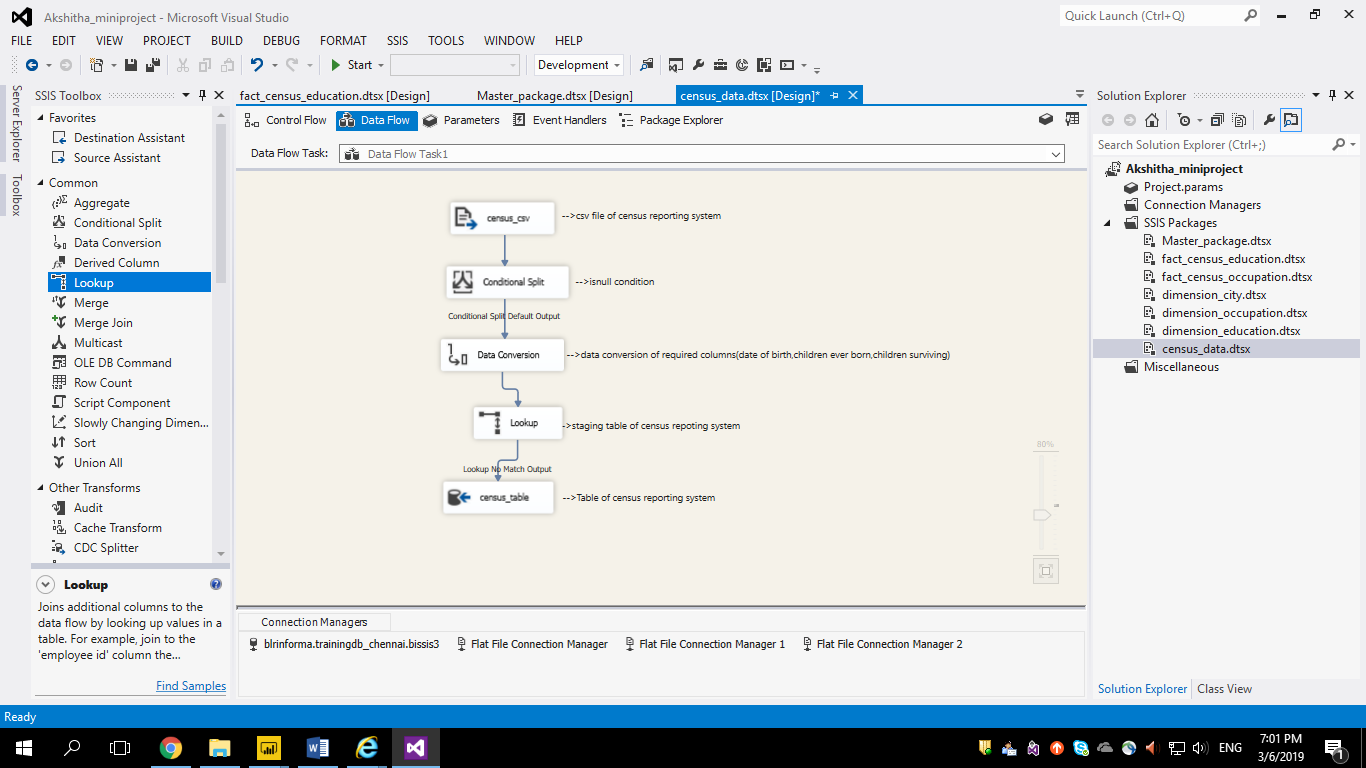 Akshitha_miniproject - Microsoft Visual Studio
Quick Launch (Ctrl+Q)
FILE EDIT VIEW PROJECT BUILD DEBUG FORMAT SSIS TOOLS WINDOW HELP
Start
Development
Server Explorer
Toolbox
SSIS Toolbox
Favorites
Destination Assistant
Source Assistant
Common
Aggregate
Conditional Split
Data Conversion
Derived Column
Lookup
Merge
Merge Join
Multicast
OLE DB Command
Row Count
Script Component
Slowly Changing Dimen...
Sort
Union All
Other Transforms
Audit
Cache Transform
CDC Splitter
Lookup
Joins additional columns to the
data flow by looking up values in a
table. For example, join to the
'employee id' column the...
Find Samples
fact_census_education.dtsx [Design] Master_package.dtsx [Design] census_data.dtsx [Design]*
Control Flow Data Flow Parameters Event Handlers Package Explorer
Data Flow Task: Data Flow Task1
census_csv -->csv file of census reporting system
Conditional Split -->isnull condition
Conditional Split Default Output
Data Conversion -->data conversion of required columns(date of birth,children ever born,children surviving)
Lookup ->staging table of census repoting system
Lookup No Match Output
census_table -->Table of census reporting system
80%
Connection Managers
blrinforma.trainingdb_chennai.bissis3 Flat File Connection Manager Flat File Connection Manager 1 Flat File Connection Manager 2
Solution Explorer
Search Solution Explorer (Ctrl+;)
Akshitha_miniproject
Project.params
Connection Managers
SSIS Packages
Master_package.dtsx
fact_census_education.dtsx
fact_census_occupation.dtsx
dimension_city.dtsx
dimension_occupation.dtsx
dimension_education.dtsx
census_data.dtsx
Miscellaneous
Solution Explorer Class View
Ready
ENG
7:01 PM
3/6/2019
1